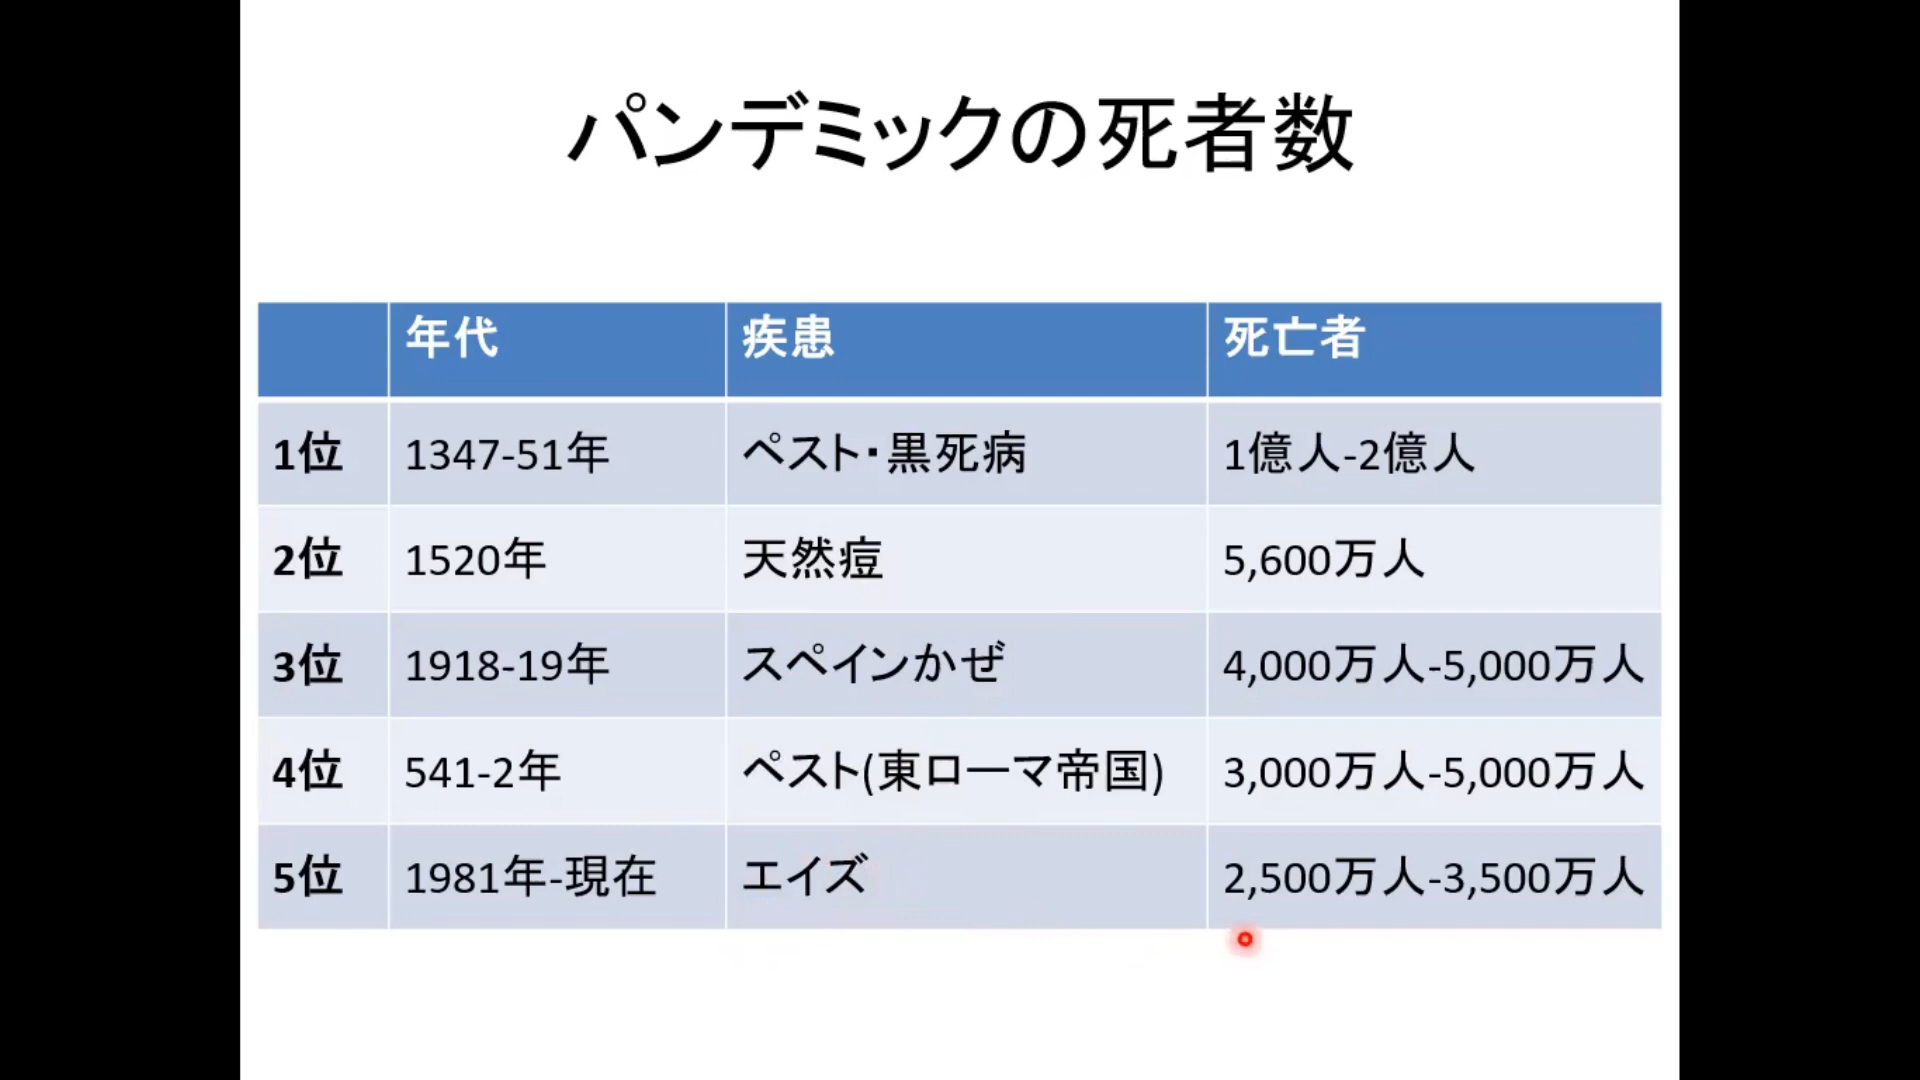 パンデミックの死者数
年代 疾患 死亡者
1位 1347-51年 ペスト・黒死病 1億人-2億人
2位 1520年 天然痘 5,600万人
3位 1918-19年 スペインかぜ 4,000万人-5,000万人
4位 541-2年 ペスト(東ローマ帝国) 3,000万人-5,000万人
5位 1981年-現在 エイズ 2,500万人-3,500万人